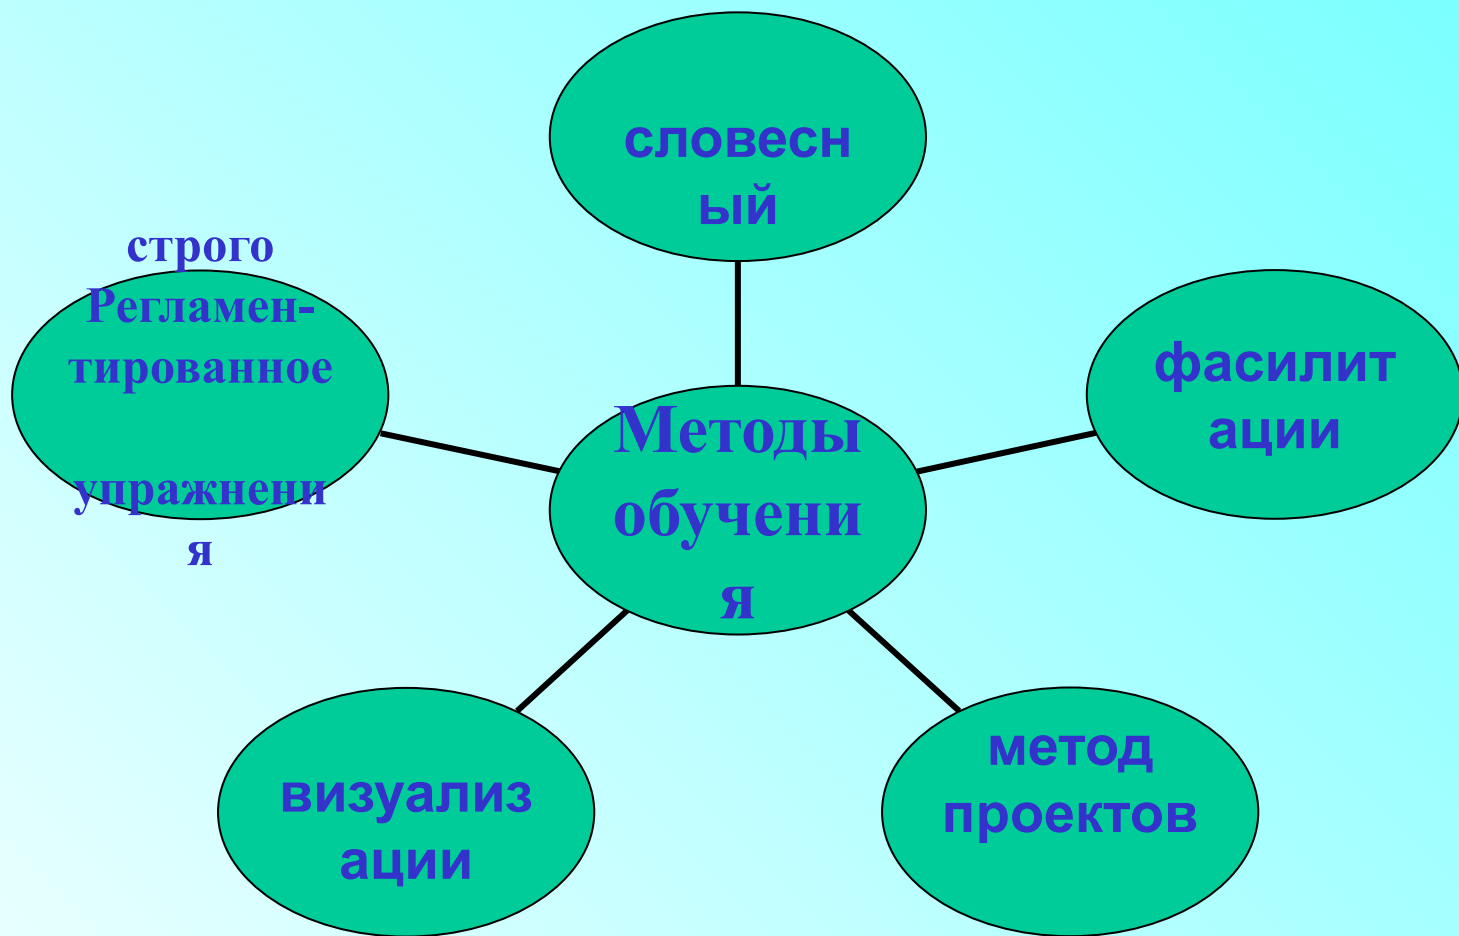 словесн
ый
строго
Регламен-
тированное
упражнени
я
фасилит
ации
Методы
обучени
я
визуализ
ации
метод
проектов